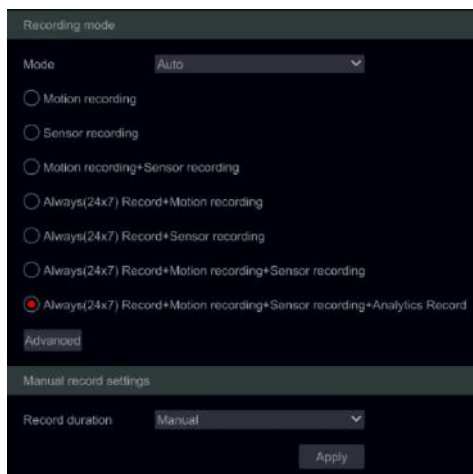 Recording mode
Mode Auto
Motion recording
Sensor recording
Motion recording+Sensor recording
Always(24x7) Record+Motion recording
Always(24x7) Record+Sensor recording
Always(24x7) Record+Motion recording+Sensor recording
Always(24x7) Record+Motion recording+Sensor recording+Analytics Record
Advanced
Manual record settings
Record duration Manual
Apply